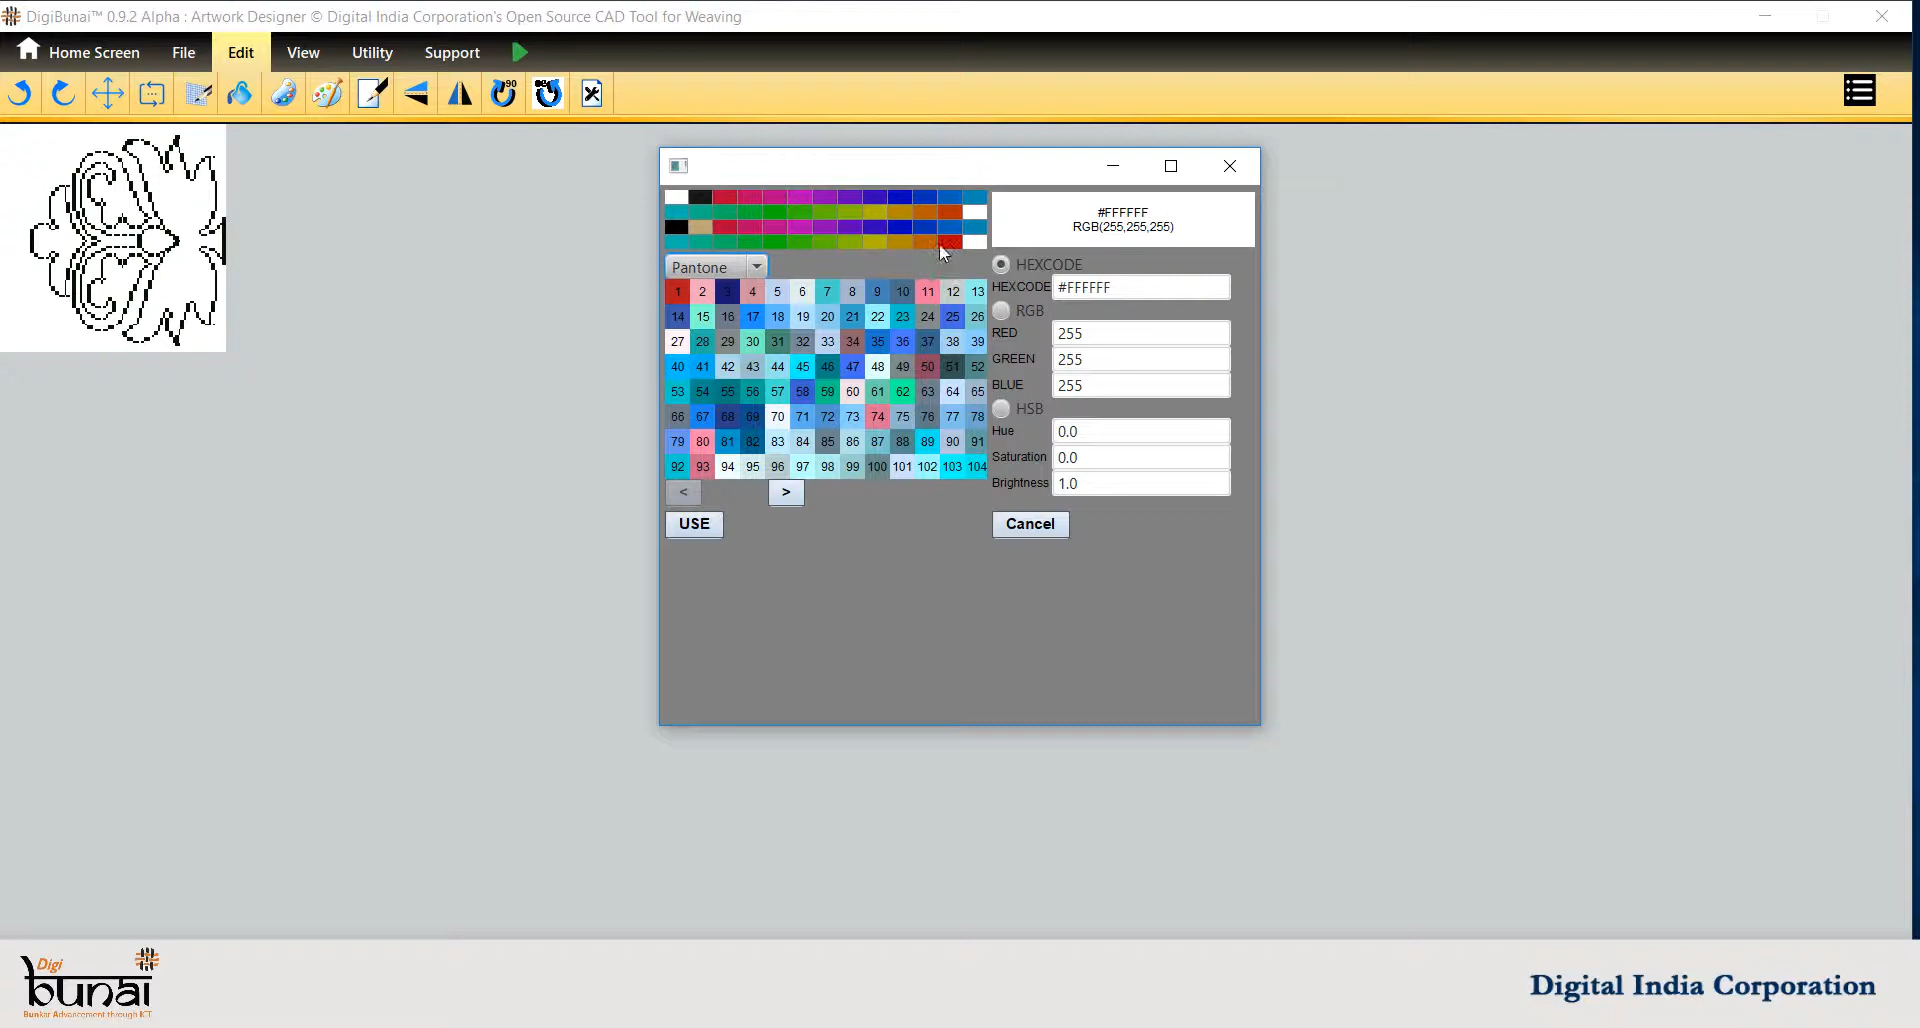 DigiBunai™ 0.9.2 Alpha : Artwork Designer © Digital India Corporation's Open Source CAD Tool for Weaving
Home Screen File Edit View Utility Support
90
#FFFFFF
RGB(255,255,255)
Pantone
1 2 3 4 5 6 7 8 9 10 11 12 13
14 15 16 17 18 19 20 21 22 23 24 25 26
27 28 29 30 31 32 33 34 35 36 37 38 39
40 41 42 43 44 45 46 47 48 49 50 51 52
53 54 55 56 57 58 59 60 61 62 63 64 65
66 67 68 69 70 71 72 73 74 75 76 77 78
79 80 81 82 83 84 85 86 87 88 89 90 91
92 93 94 95 96 97 98 99 100 101 102 103 104
< >
USE
HEXCODE
HEXCODE #FFFFFF
RGB
RED 255
GREEN 255
BLUE 255
HSB
Hue 0.0
Saturation 0.0
Brightness 1.0
Cancel
Digi
bunai
Bunkar Advancement through ICT
Digital India Corporation